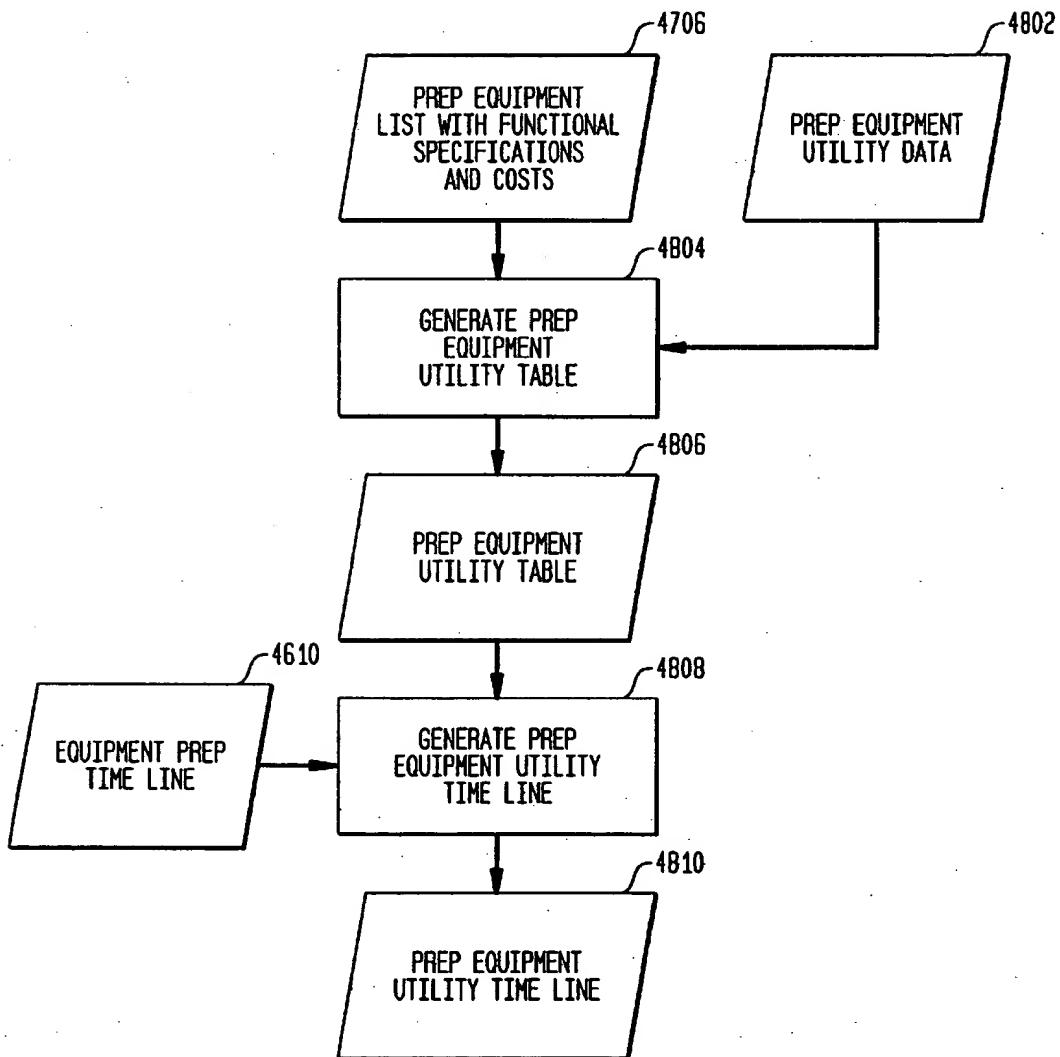 4706
PREP EQUIPMENT
LIST WITH FUNCTIONAL
SPECIFICATIONS
AND COSTS
4802
PREP EQUIPMENT
UTILITY DATA
4804
GENERATE PREP
EQUIPMENT
UTILITY TABLE
4806
PREP EQUIPMENT
UTILITY TABLE
4610
EQUIPMENT PREP
TIME LINE
4808
GENERATE PREP
EQUIPMENT UTILITY
TIME LINE
4810
PREP EQUIPMENT
UTILITY TIME LINE